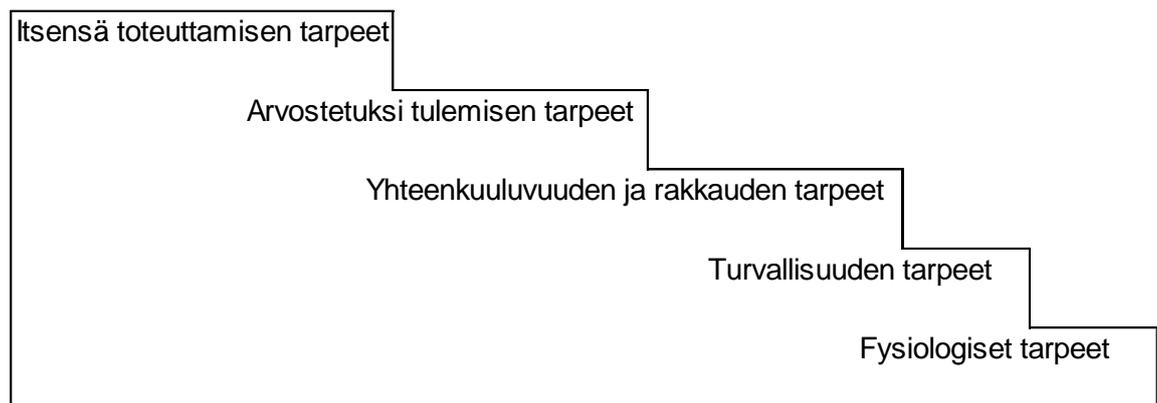 Itsensä toteuttamisen tarpeet
Arvostetuksi tulemisen tarpeet
Yhteenkuuluvuuden ja rakkauden tarpeet
Turvallisuuden tarpeet
Fysiologiset tarpeet